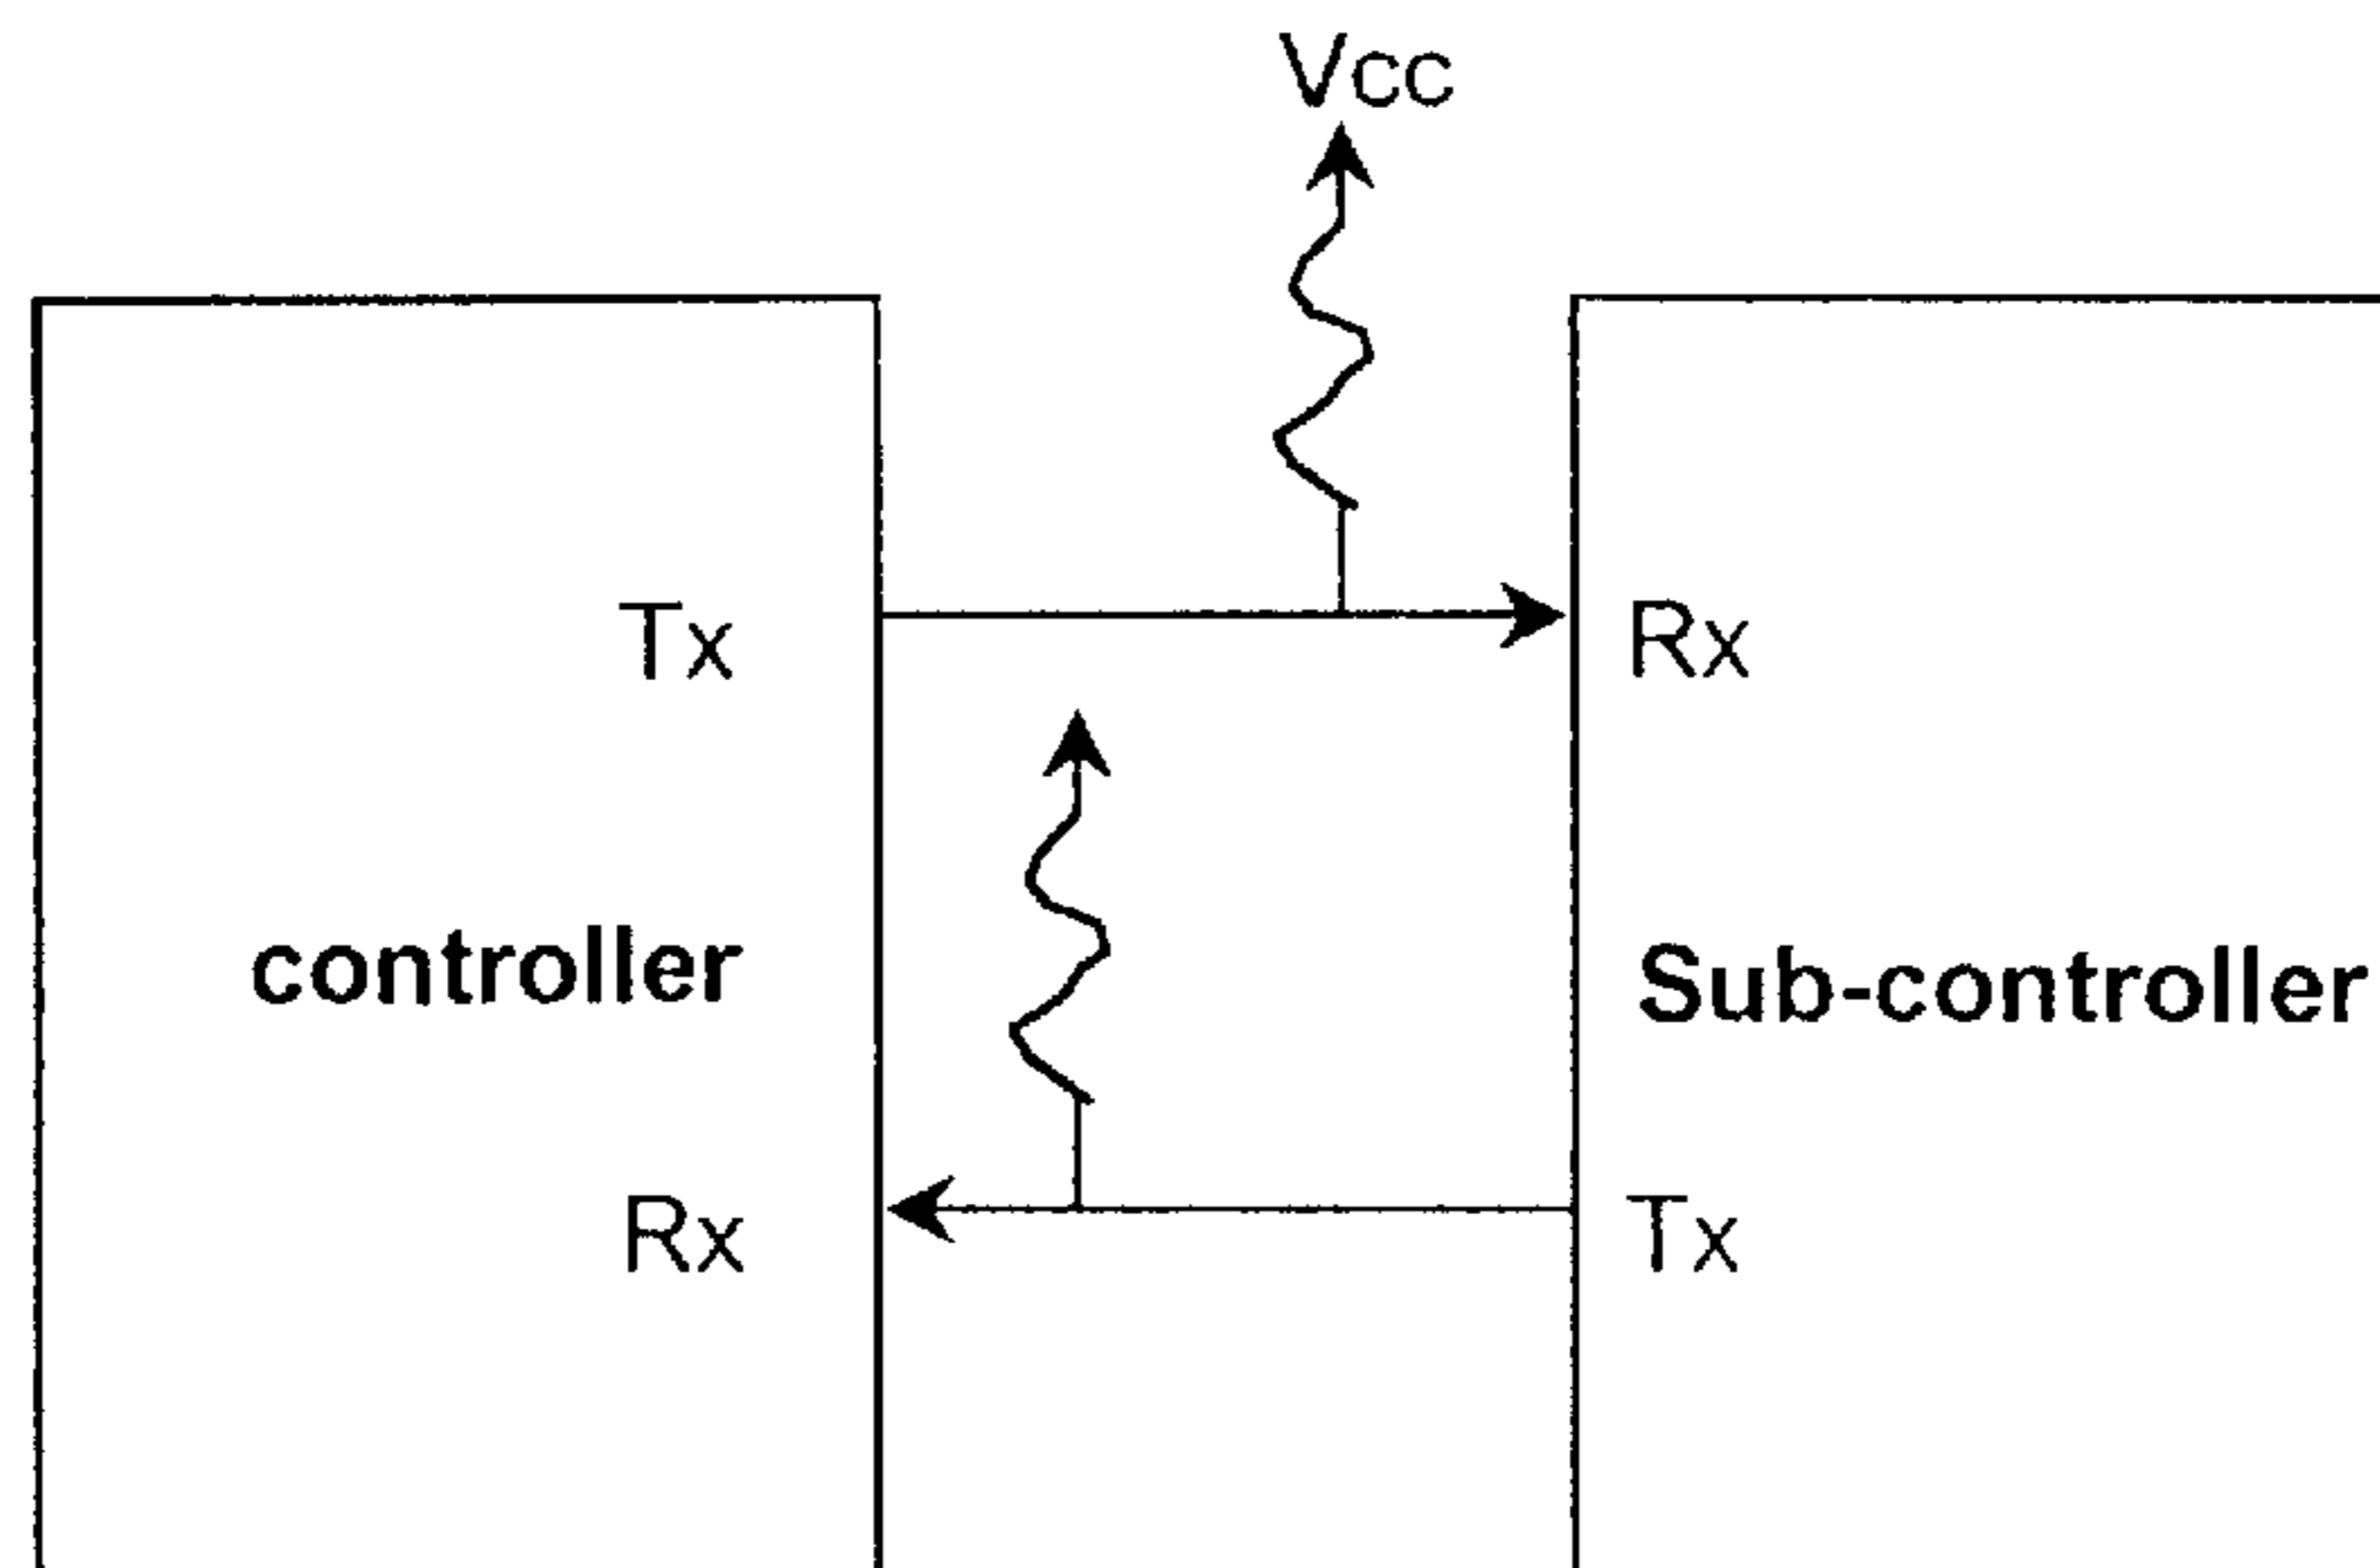 Vcc
Tx
Rx
controller
Sub-controller
Rx
Tx